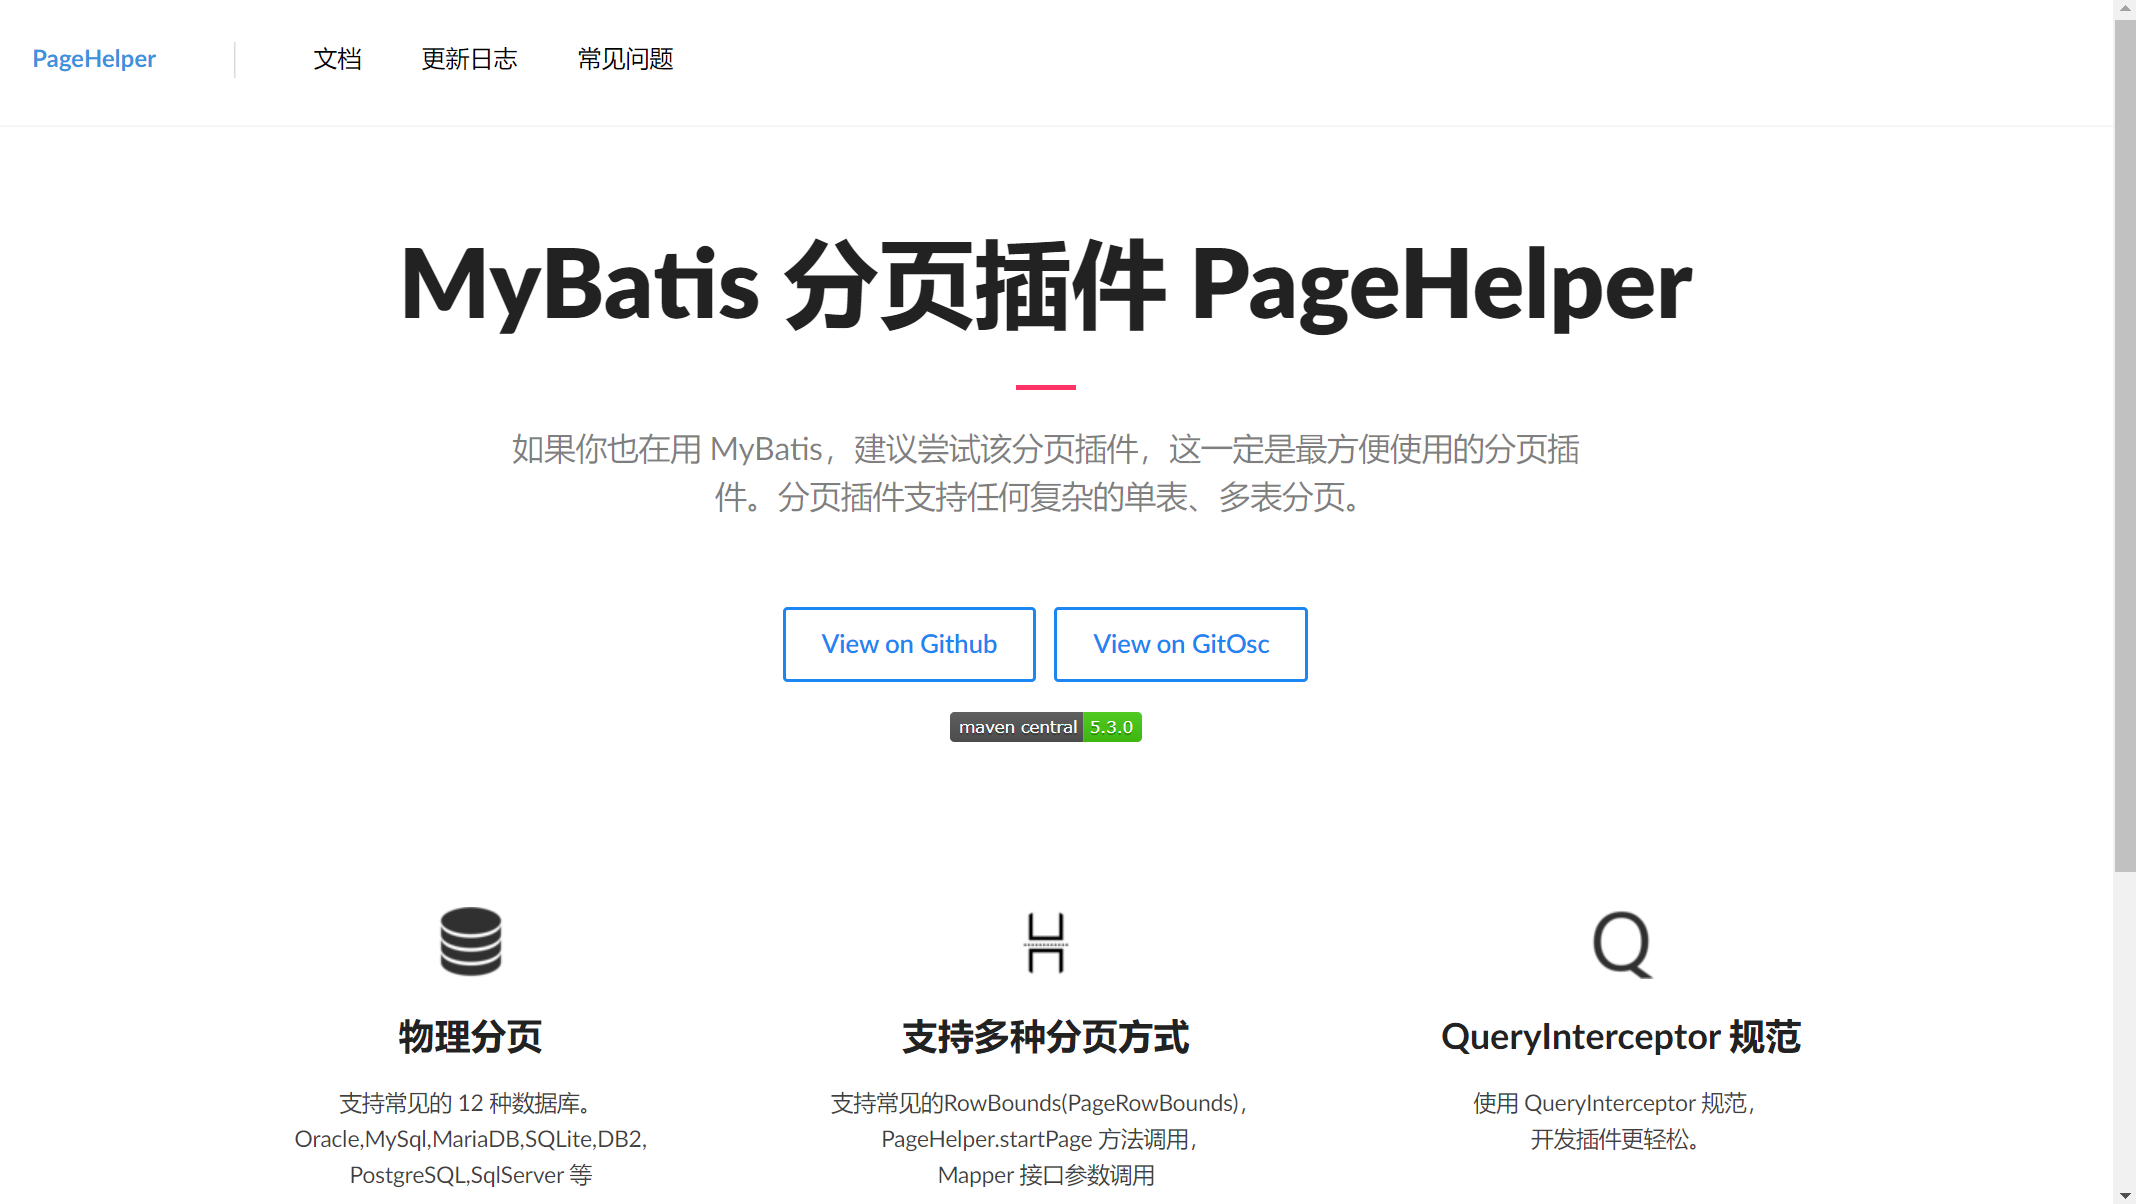 PageHelper 文档 更新日志 常见问题
MyBatis 分页插件 PageHelper
如果你也在用 MyBatis，建议尝试该分页插件，这一定是最方便使用的分页插
件。分页插件支持任何复杂的单表、多表分页。
View on Github View on GitOsc
maven central 5.3.0
物理分页
支持常见的 12 种数据库。
Oracle,MySql,MariaDB,SQLite,DB2,
PostgreSQL,SqlServer 等
支持多种分页方式
支持常见的RowBounds(PageRowBounds)，
PageHelper.startPage 方法调用，
Mapper 接口参数调用
QueryInterceptor 规范
使用 QueryInterceptor 规范，
开发插件更轻松。